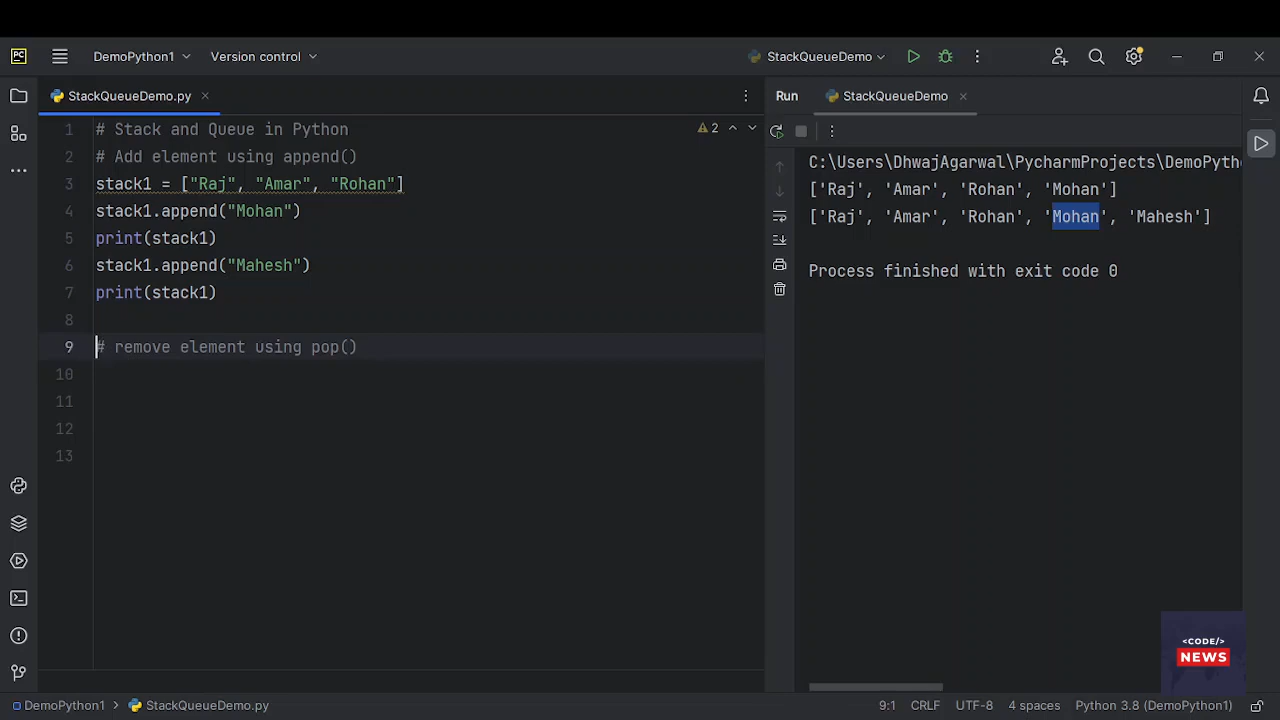 PC
DemoPython1
Version control
StackQueueDemo
StackQueueDemo.py
Run
StackQueueDemo
1 # Stack and Queue in Python
2 # Add element using append()
3 stack1 = ["Raj", "Amar", "Rohan"]
4 stack1.append("Mohan")
5 print(stack1)
6 stack1.append("Mahesh")
7 print(stack1)
8
9 # remove element using pop()
10
11
12
13
2
C:\Users\DhwajAgarwal\PycharmProjects\DemoPytho
['Raj', 'Amar', 'Rohan', 'Mohan']
['Raj', 'Amar', 'Rohan', 'Mohan', 'Mahesh']
Process finished with exit code 0
<CODE/>
NEWS
DemoPython1
StackQueueDemo.py
9:1
CRLF
UTF-8
4 spaces
Python 3.8 (DemoPython1)